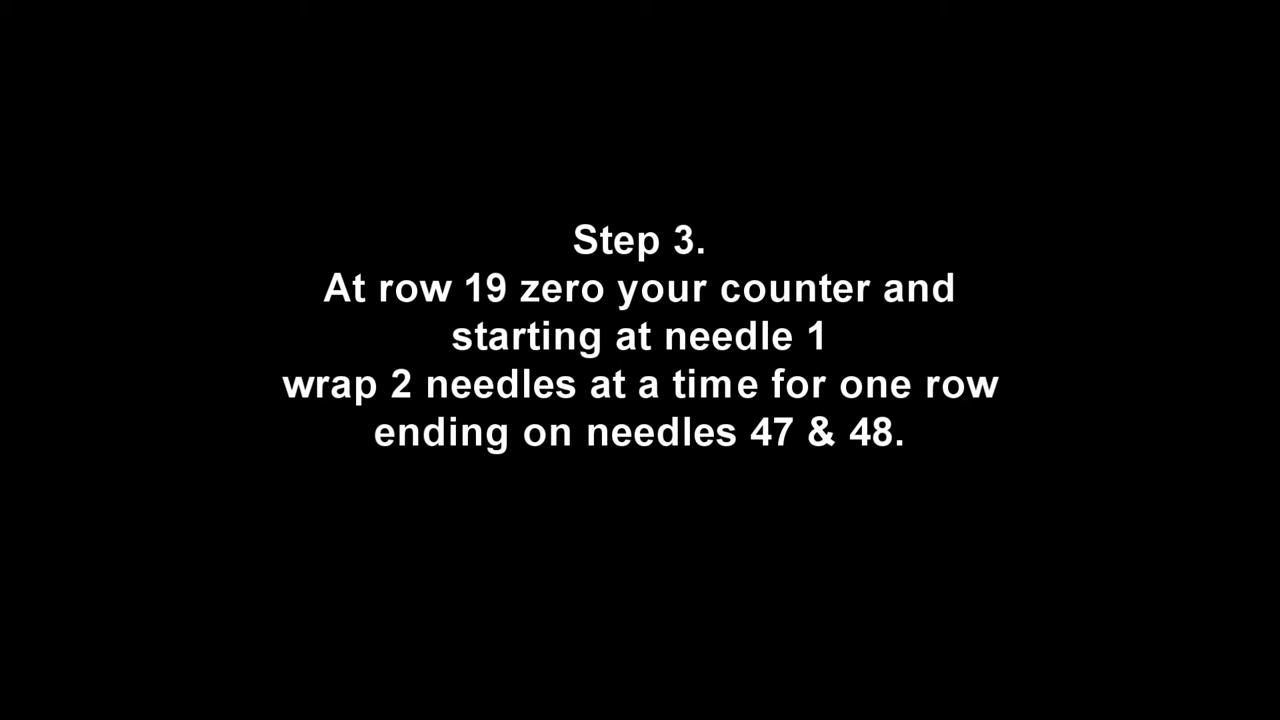 Step 3.
At row 19 zero your counter and
starting at needle 1
wrap 2 needles at a time for one row
ending on needles 47 & 48.